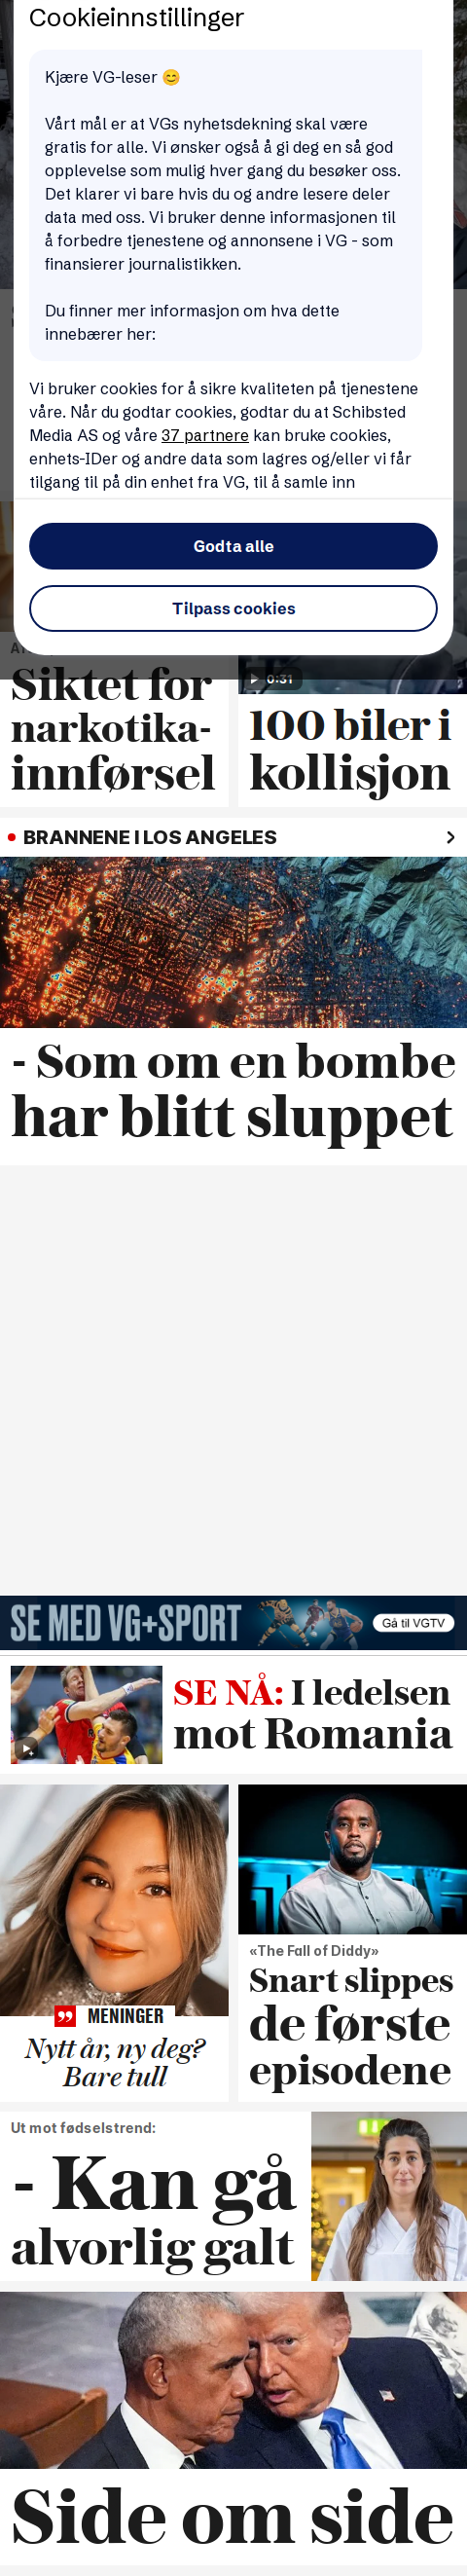 Cookieinnstillinger
Kjære VG-leser 😊
Vårt mål er at VGs nyhetsdekning skal være
gratis for alle. Vi ønsker også å gi deg en så god
opplevelse som mulig hver gang du besøker oss.
Det klarer vi bare hvis du og andre lesere deler
data med oss. Vi bruker denne informasjonen til
å forbedre tjenestene og annonsene i VG - som
finansierer journalistikken.
Du finner mer informasjon om hva dette
innebærer her:
Vi bruker cookies for å sikre kvaliteten på tjenestene
våre. Når du godtar cookies, godtar du at Schibsted
Media AS og våre 37 partnere kan bruke cookies,
enhets-IDer og andre data som lagres og/eller vi får
tilgang til på din enhet fra VG, til å samle inn
Godta alle
Tilpass cookies
Siktet for
narkotika-
innførsel
0:31
100 biler i
kollisjon
BRANNENE I LOS ANGELES
- Som om en bombe
har blitt sluppet
SE MED VG+SPORT
Gå til VGTV
SE NÅ: I ledelsen
mot Romania
MENINGER
Nytt år, ny deg?
Bare tull
«The Fall of Diddy»
Snart slippes
de første
episodene
Ut mot fødselstrend:
- Kan gå
alvorlig galt
Side om side